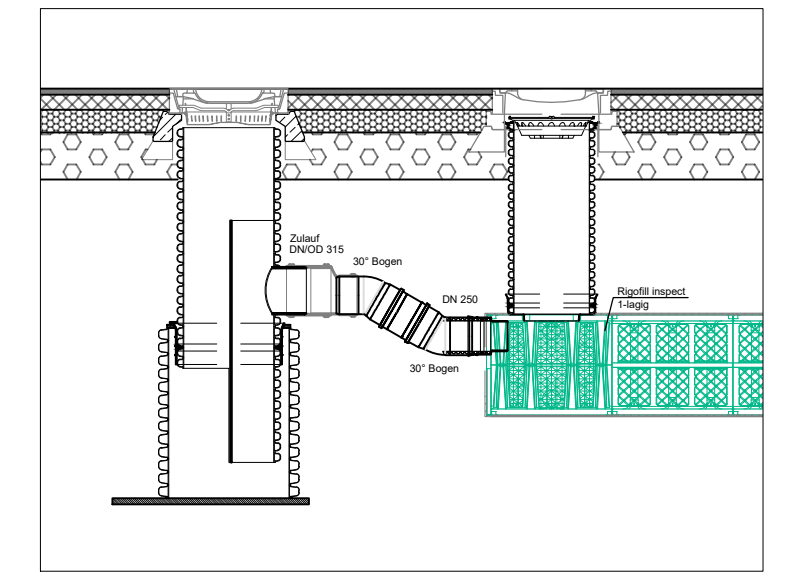 Zulauf
DN/OD 315
30° Bogen
DN 250
30° Bogen
Rigofill inspect
1-lagig